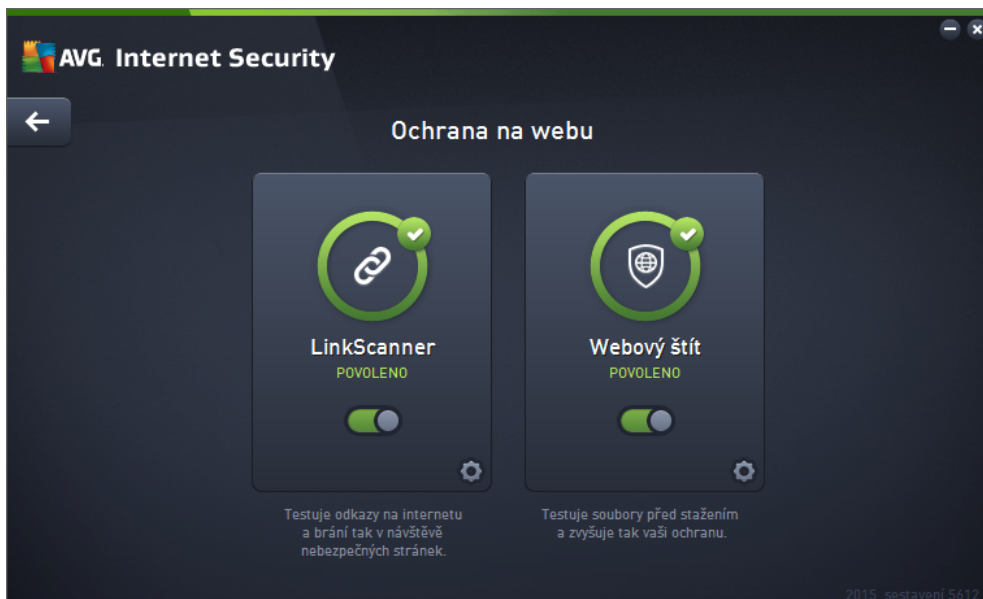 AVG. Internet Security
Ochrana na webu
LinkScanner
POVOLENO
Testuje odkazy na internetu
a brání tak v návštěvě
nebezpečných stránek.
Webový štít
POVOLENO
Testuje soubory před stažením
a zvyšuje tak vaši ochranu.
2015 sestavení 5612